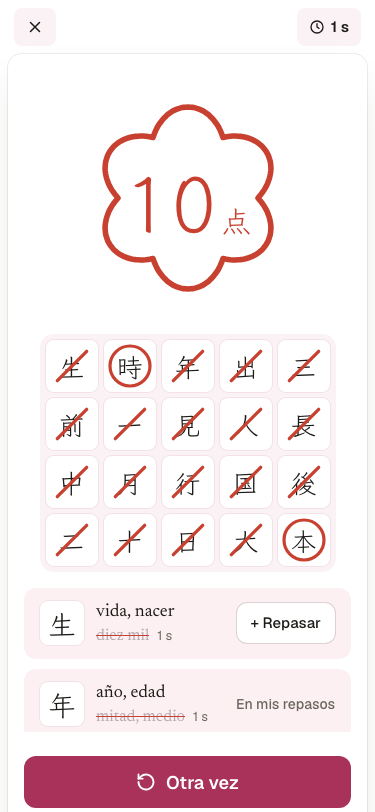 1 s
10 点
生 時 年 出 三
前 一 見 人 長
中 月 行 国 後
二 十 日 大 本
生
vida, nacer
diez mil 1 s
+ Repasar
年
año, edad
mitad, medio 1 s
En mis repasos
Otra vez